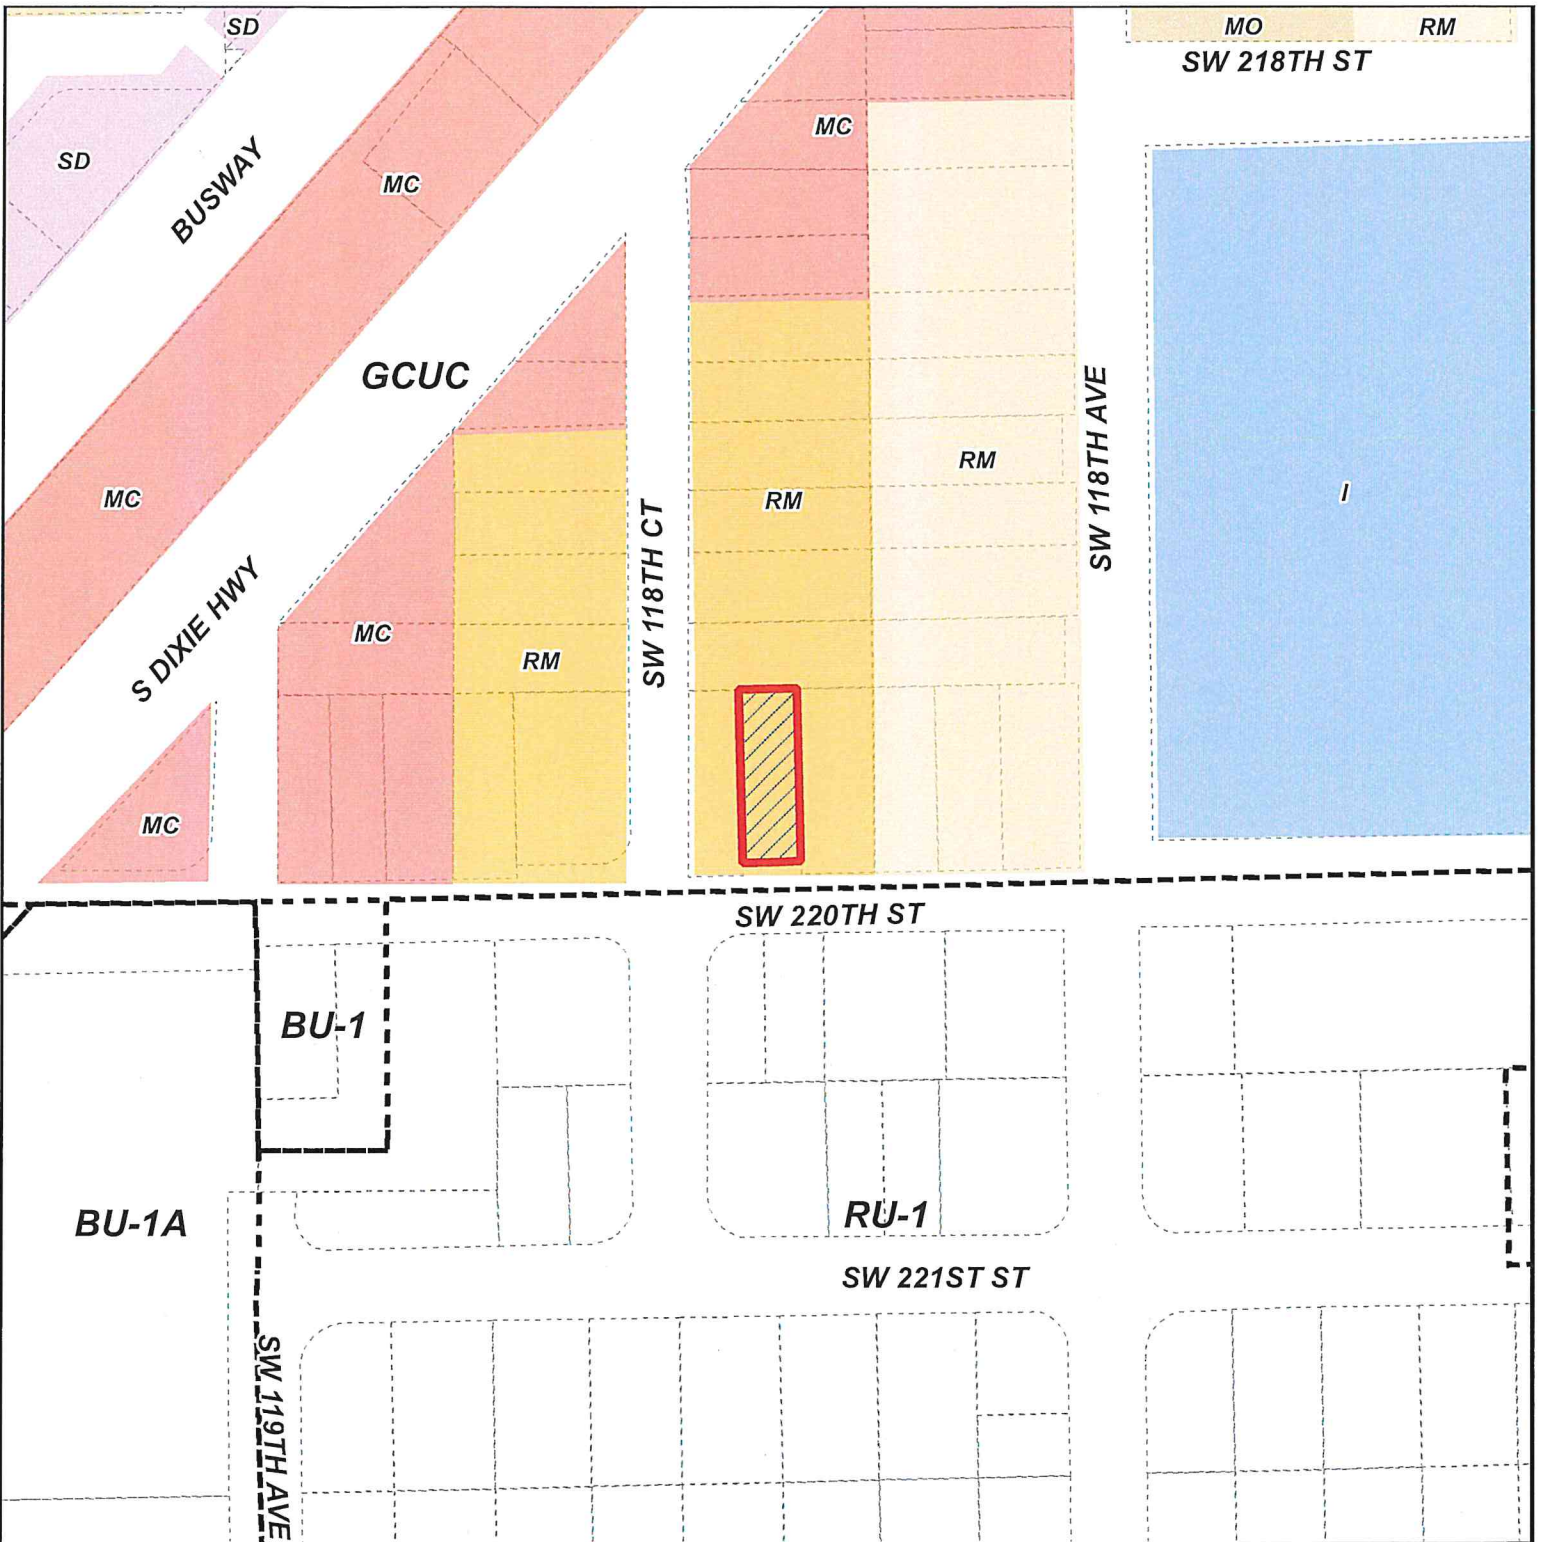 SD
MO
RM
SW 218TH ST
MC
SD
BUSWAY
MC
GCUC
SW 118TH AVE
RM
I
MC
RM
SW 118TH CT
S DIXIE HWY
MC
RM
MC
SW 220TH ST
BU-1
BU-1A
RU-1
SW 221ST ST
SW 119TH AVE